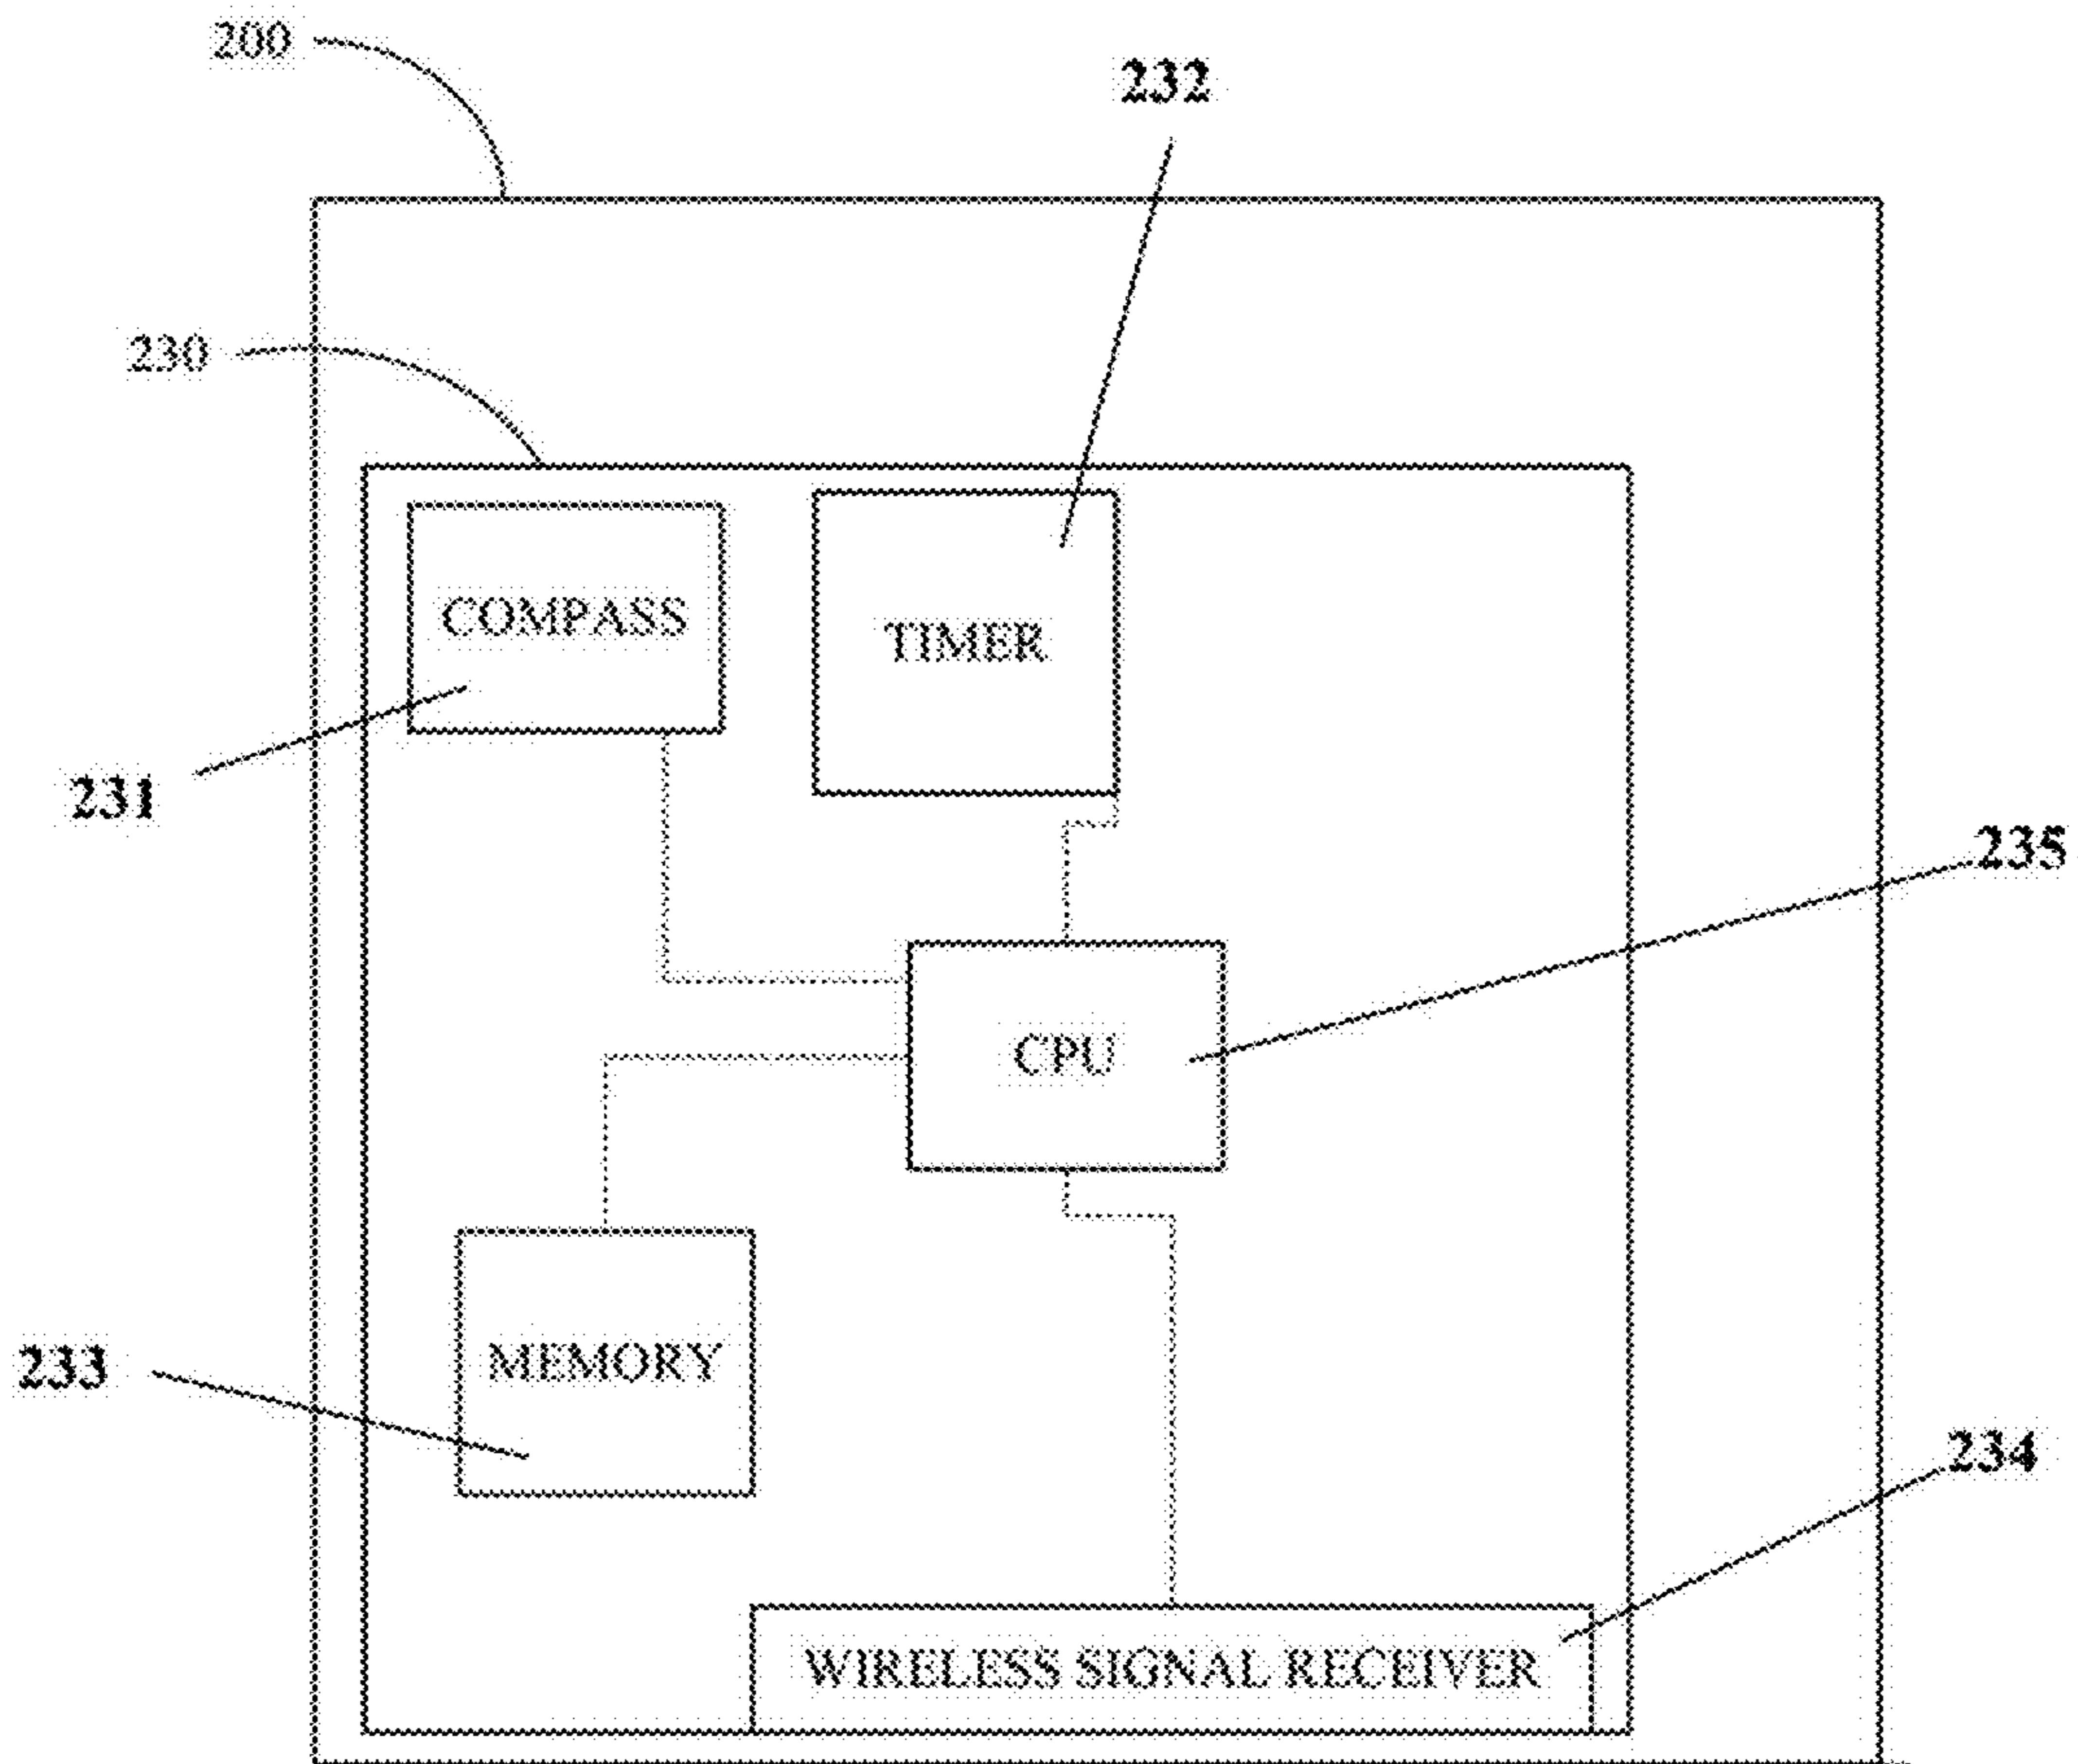 200
232
230
COMPASS
TIMER
231
235
CPU
MEMORY
233
234
WIRELESS SIGNAL RECEIVER